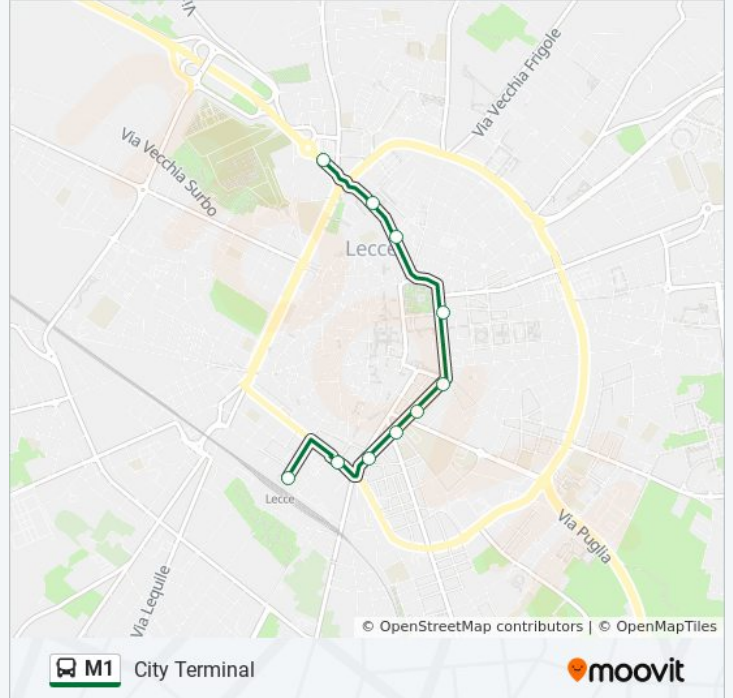 Vi
Via Vecchia Frigole
Via Vecchia Surbo
Lecce
Lecce
Via Puglia
Via Lequile
© OpenStreetMap contributors | © OpenMapTiles
M1 City Terminal
moovit